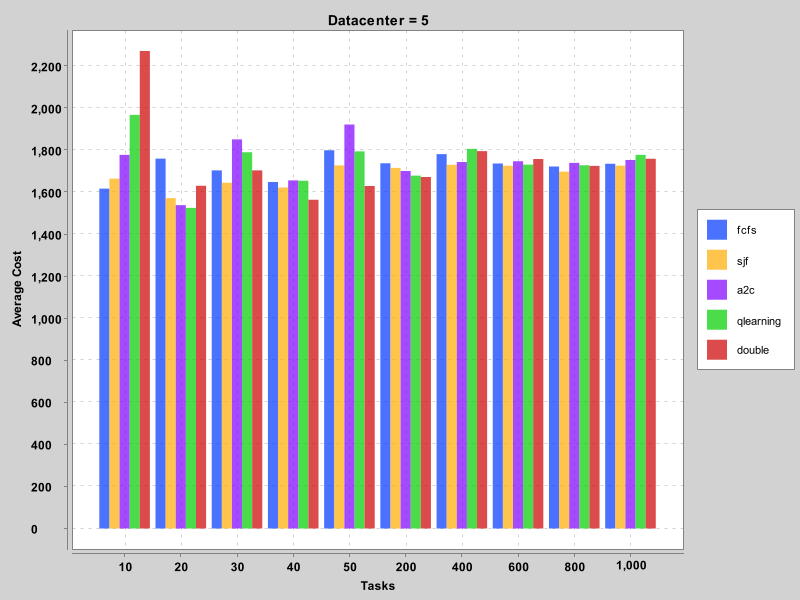 Datacenter = 5
2,200
2,000
1,800
1,600
1,400
1,200
1,000
800
600
400
200
0
Average Cost
10 20 30 40 50 200 400 600 800 1,000
Tasks
fcfs
sjf
a2c
qlearning
double